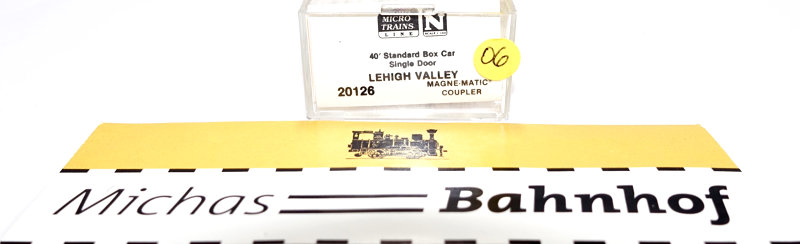 MICRO
TRAINS
LINE
N
40' Standard Box Car
Single Door
LEHIGH VALLEY
20126
MAGNE-MATIC®
COUPLER
06
Michas Bahnhof